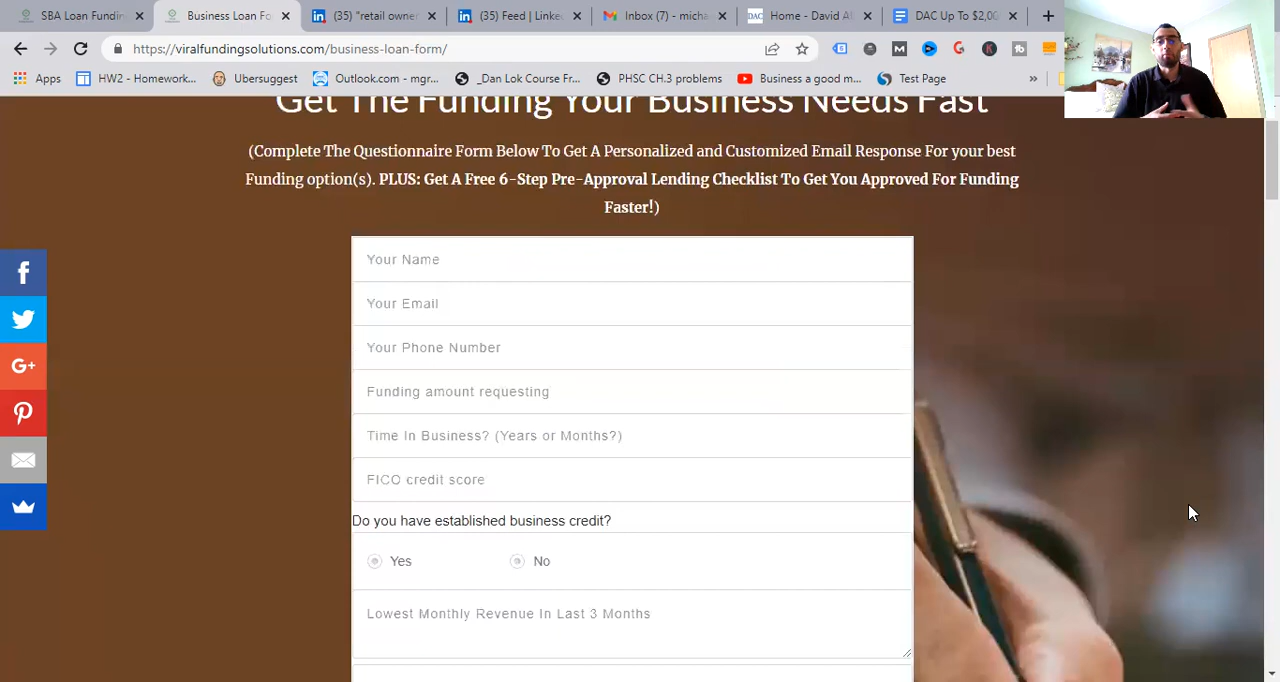 SBA Loan Fundin
Business Loan Fo
(35) "retail owner
(35) Feed | Linke
Inbox (7) - micha
Home - David Al
DAC Up To $2,00
https://viralfundingsolutions.com/business-loan-form/
Apps
HW2 - Homework...
Ubersuggest
Outlook.com - mgr...
_Dan Lok Course Fr...
PHSC CH.3 problems
Business a good m...
Test Page
Get The Funding Your Business Needs Fast
(Complete The Questionnaire Form Below To Get A Personalized and Customized Email Response For your best
Funding option(s). PLUS: Get A Free 6-Step Pre-Approval Lending Checklist To Get You Approved For Funding
Faster!)
Your Name
Your Email
Your Phone Number
Funding amount requesting
Time In Business? (Years or Months?)
FICO credit score
Do you have established business credit?
Yes
No
Lowest Monthly Revenue In Last 3 Months